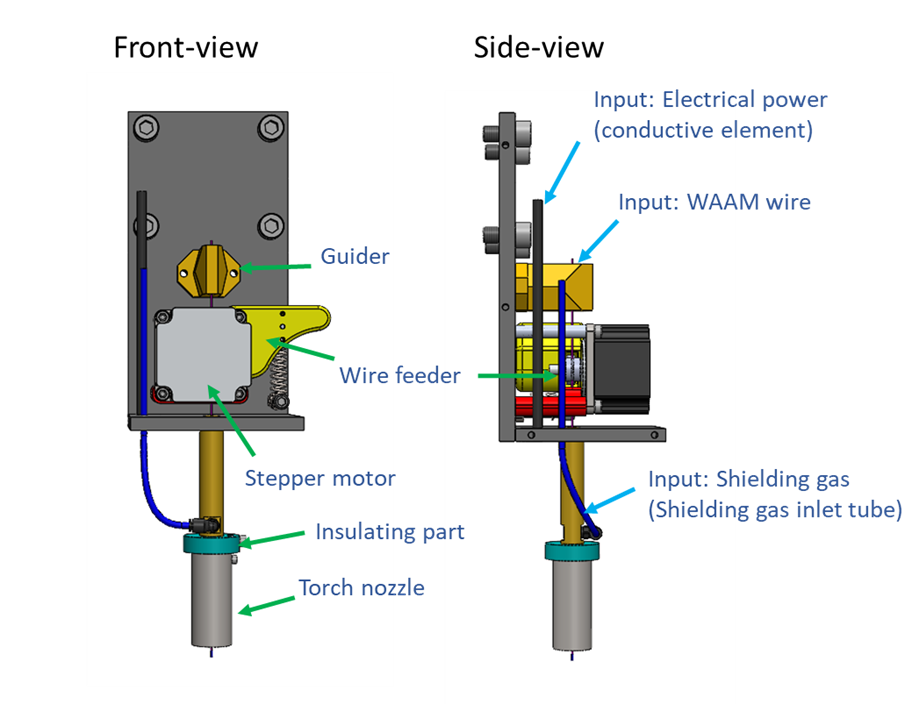 Front-view
Side-view
Input: Electrical power
(conductive element)
Input: WAAM wire
Guider
Wire feeder
Stepper motor
Input: Shielding gas
(Shielding gas inlet tube)
Insulating part
Torch nozzle